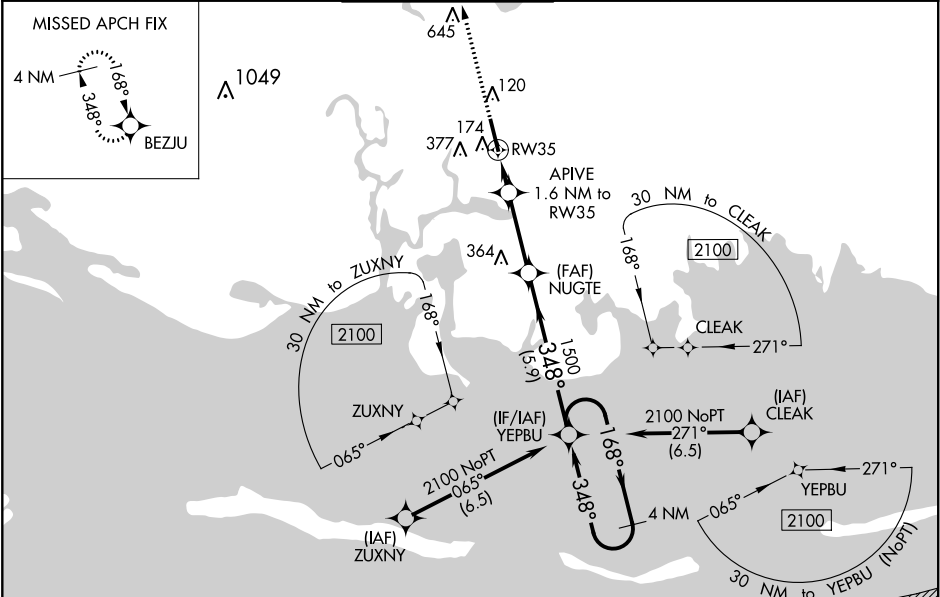 MISSED APCH FIX
4 NM
168°
348°
BEZJU
1049
645
120
174
377
RW35
APIVE
1.6 NM to
RW35
364
(FAF)
NUGTE
30 NM to CLEAK
168°
2100
CLEAK
271°
30 NM to ZUXNY
168°
2100
ZUXNY
065°
1500
348°
(5.9)
(IF/IAF)
YEPBU
(IAF)
CLEAK
2100 NoPT
271°
(6.5)
2100 NoPT
065°
(6.5)
(IAF)
ZUXNY
168°
348°
4 NM
271°
YEPBU
065°
2100
30 NM to YEPBU (NoPT)